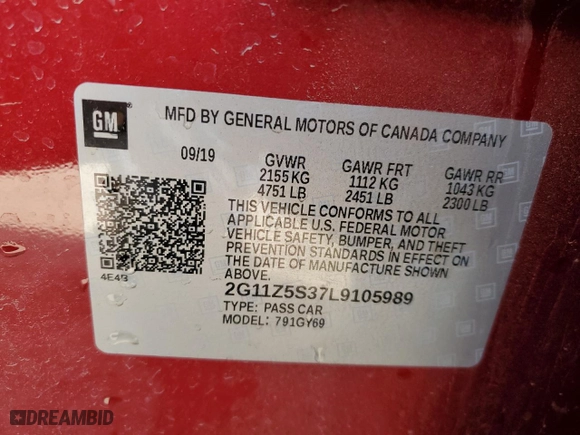 GM
MFD BY GENERAL MOTORS OF CANADA COMPANY
09/19
GVWR
2155 KG
4751 LB
GAWR FRT
1112 KG
2451 LB
GAWR RR
1043 KG
2300 LB
THIS VEHICLE CONFORMS TO ALL
APPLICABLE U.S. FEDERAL MOTOR
VEHICLE SAFETY, BUMPER, AND THEFT
PREVENTION STANDARDS IN EFFECT ON
THE DATE OF MANUFACTURE SHOWN
ABOVE.
4E4B
2G11Z5S37L9105989
TYPE: PASS CAR
MODEL: 791GY69
DREAMBID